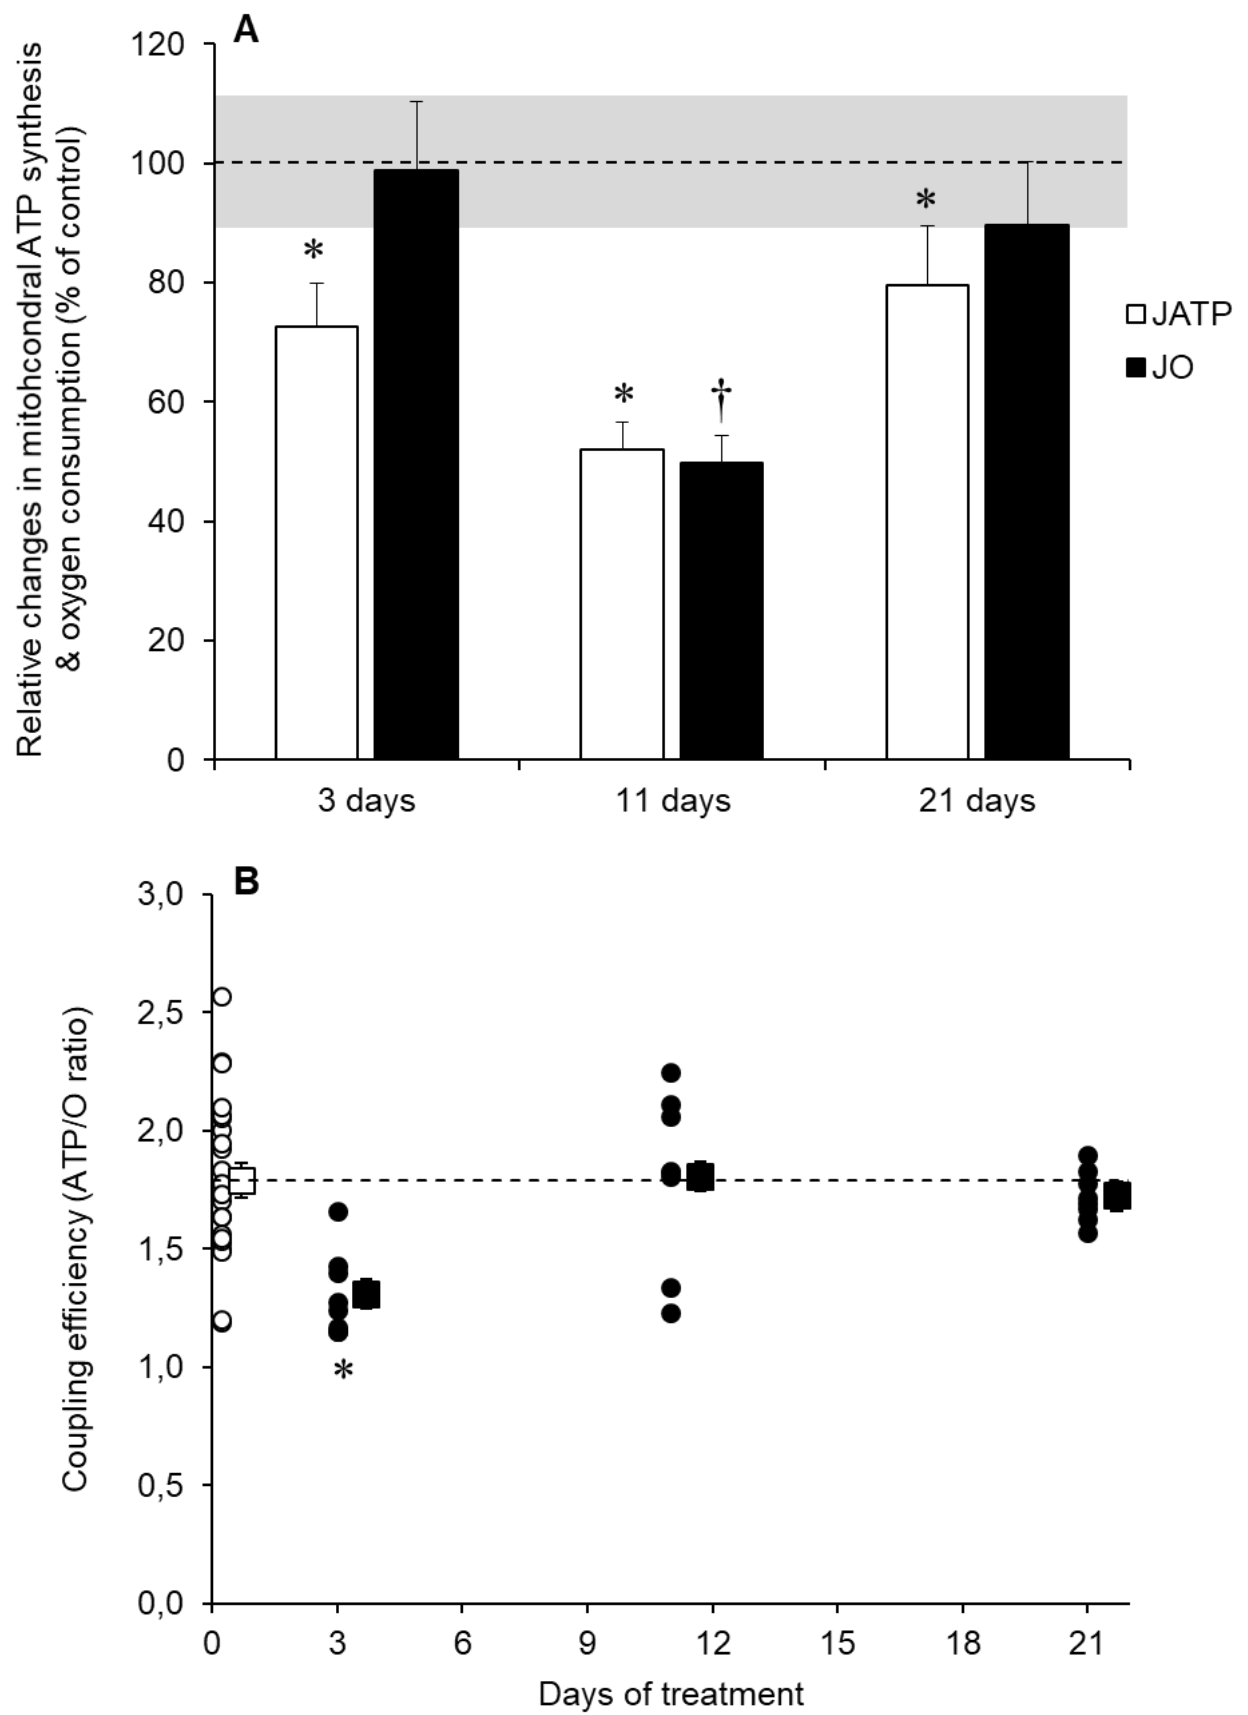 A
Relative changes in mitohcondral ATP synthesis
& oxygen consumption (% of control)
120
100
80
60
40
20
0
*
*
†
*
3 days
11 days
21 days
JATP
JO
B
Coupling efficiency (ATP/O ratio)
3,0
2,5
2,0
1,5
1,0
0,5
0,0
*
0
3
6
9
12
15
18
21
Days of treatment